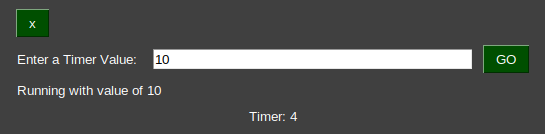 x
Enter a Timer Value: 10 GO
Running with value of 10
Timer: 4